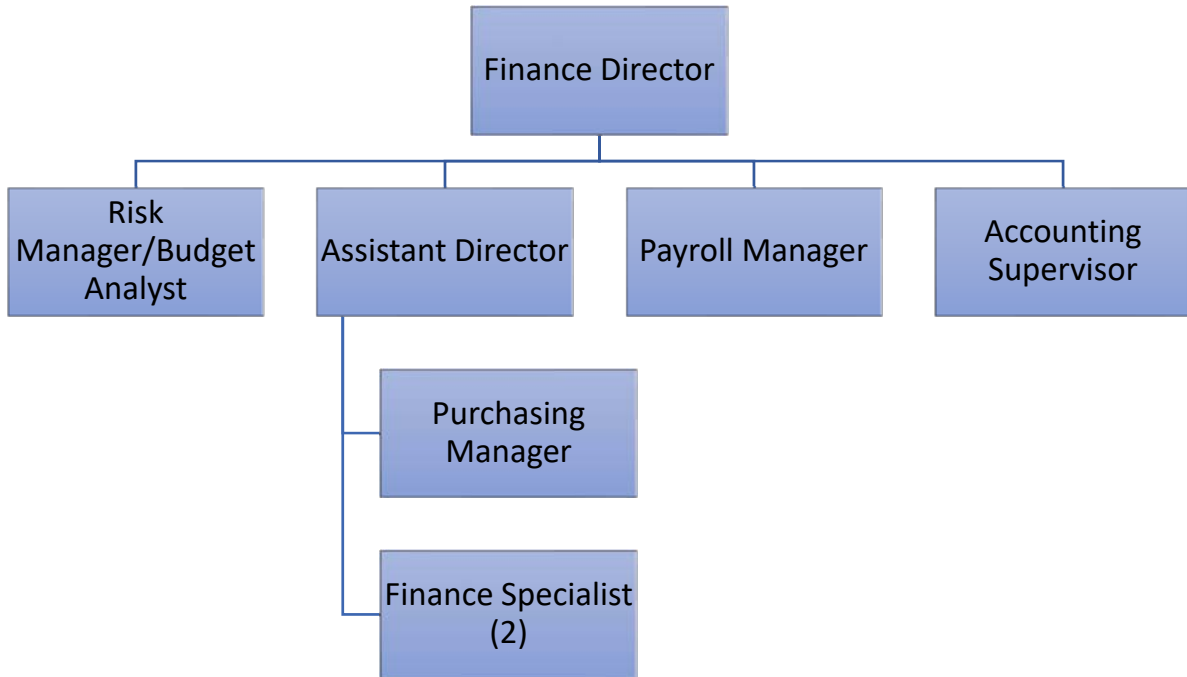 Finance Director
Risk
Manager/Budget
Analyst
Assistant Director
Payroll Manager
Accounting
Supervisor
Purchasing
Manager
Finance Specialist
(2)